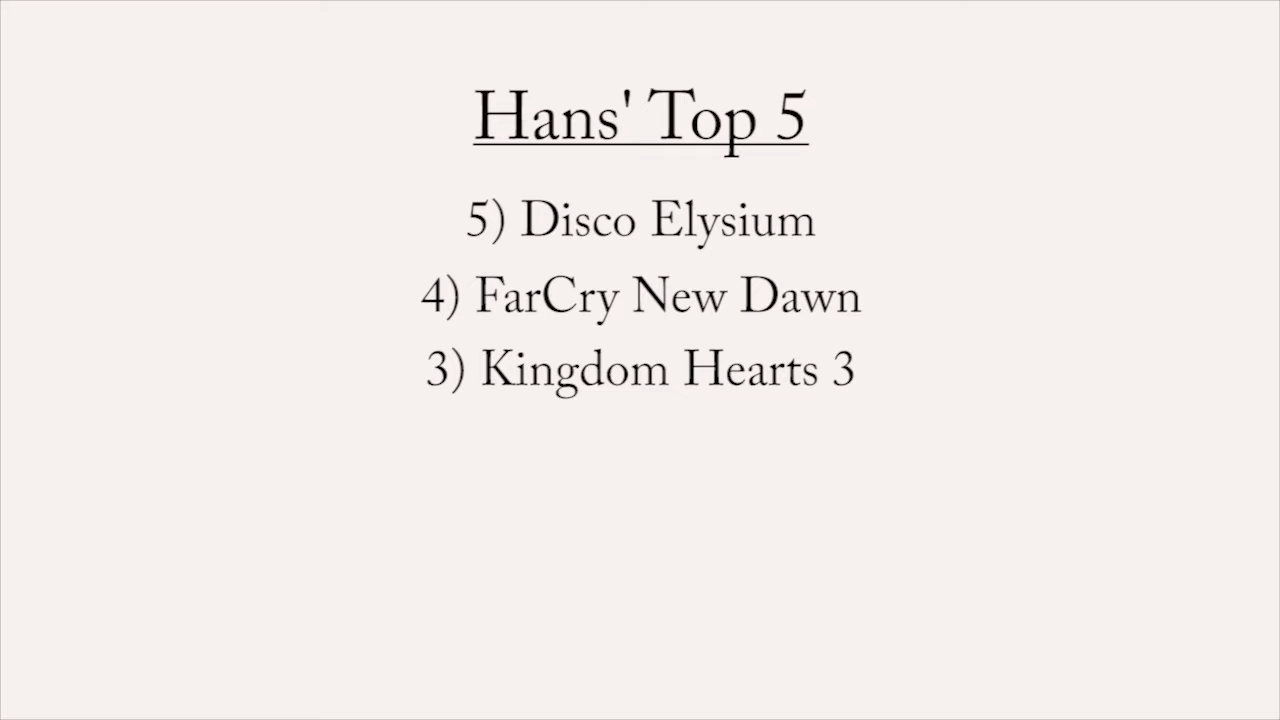 Hans' Top 5
5) Disco Elysium
4) FarCry New Dawn
3) Kingdom Hearts 3